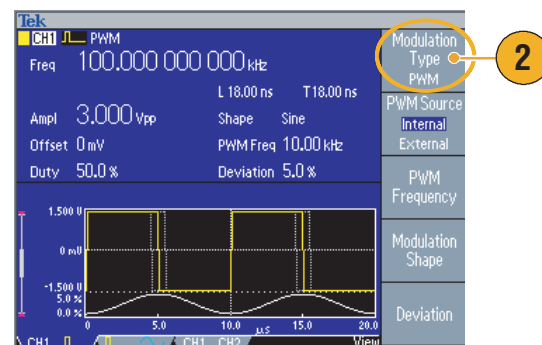 Tek
CH1 PWM
Freq 100.000 000 000 kHz
L 18.00 ns T 18.00 ns
Ampl 3.000 Vpp Shape Sine
Offset 0 mV PWM Freq 10.00 kHz
Duty 50.0 % Deviation 5.0 %
1.500 V
0 mV
-1.500 V
5.0 %
0.0 %
0 5.0 10.0 µs 15.0 20.0
CH1 CH1 CH2 View
Modulation
Type
PWM
2
PWM Source
Internal
External
PWM
Frequency
Modulation
Shape
Deviation